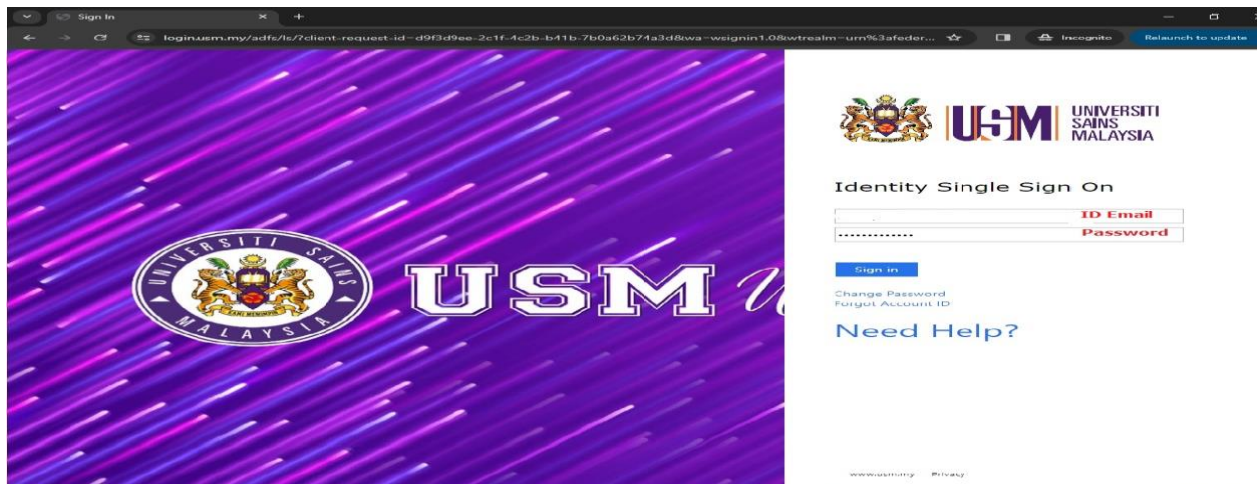 Sign In
login.usm.my/adfs/ls/?client-request-id=d9f3d9ee-2c1f-4c2b-b41b-7b0a62b74a3d&wa=wsignin1.0&wtrealm=urn%3afeder... Incognito Relaunch to update
UNIVERSITI SAINS MALAYSIA
USM
USM
UNIVERSITI
SAINS
MALAYSIA
Identity Single Sign On
ID Email
............. Password
Sign in
Change Password
Forgot Account ID
Need Help?
www.usm.my Privacy